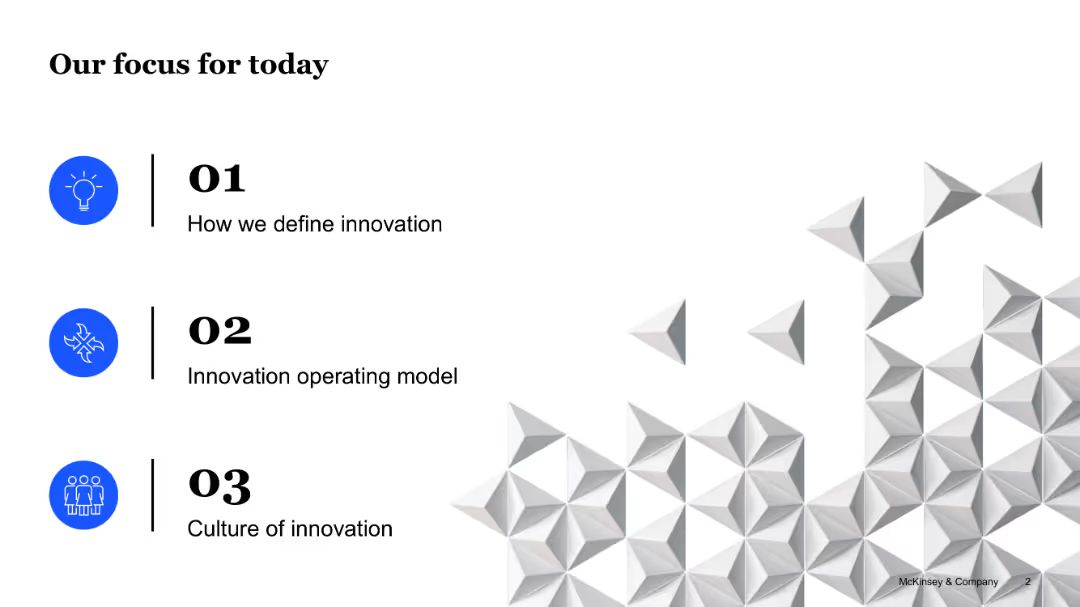 Our focus for today
01
How we define innovation
02
Innovation operating model
03
Culture of innovation
McKinsey & Company 2